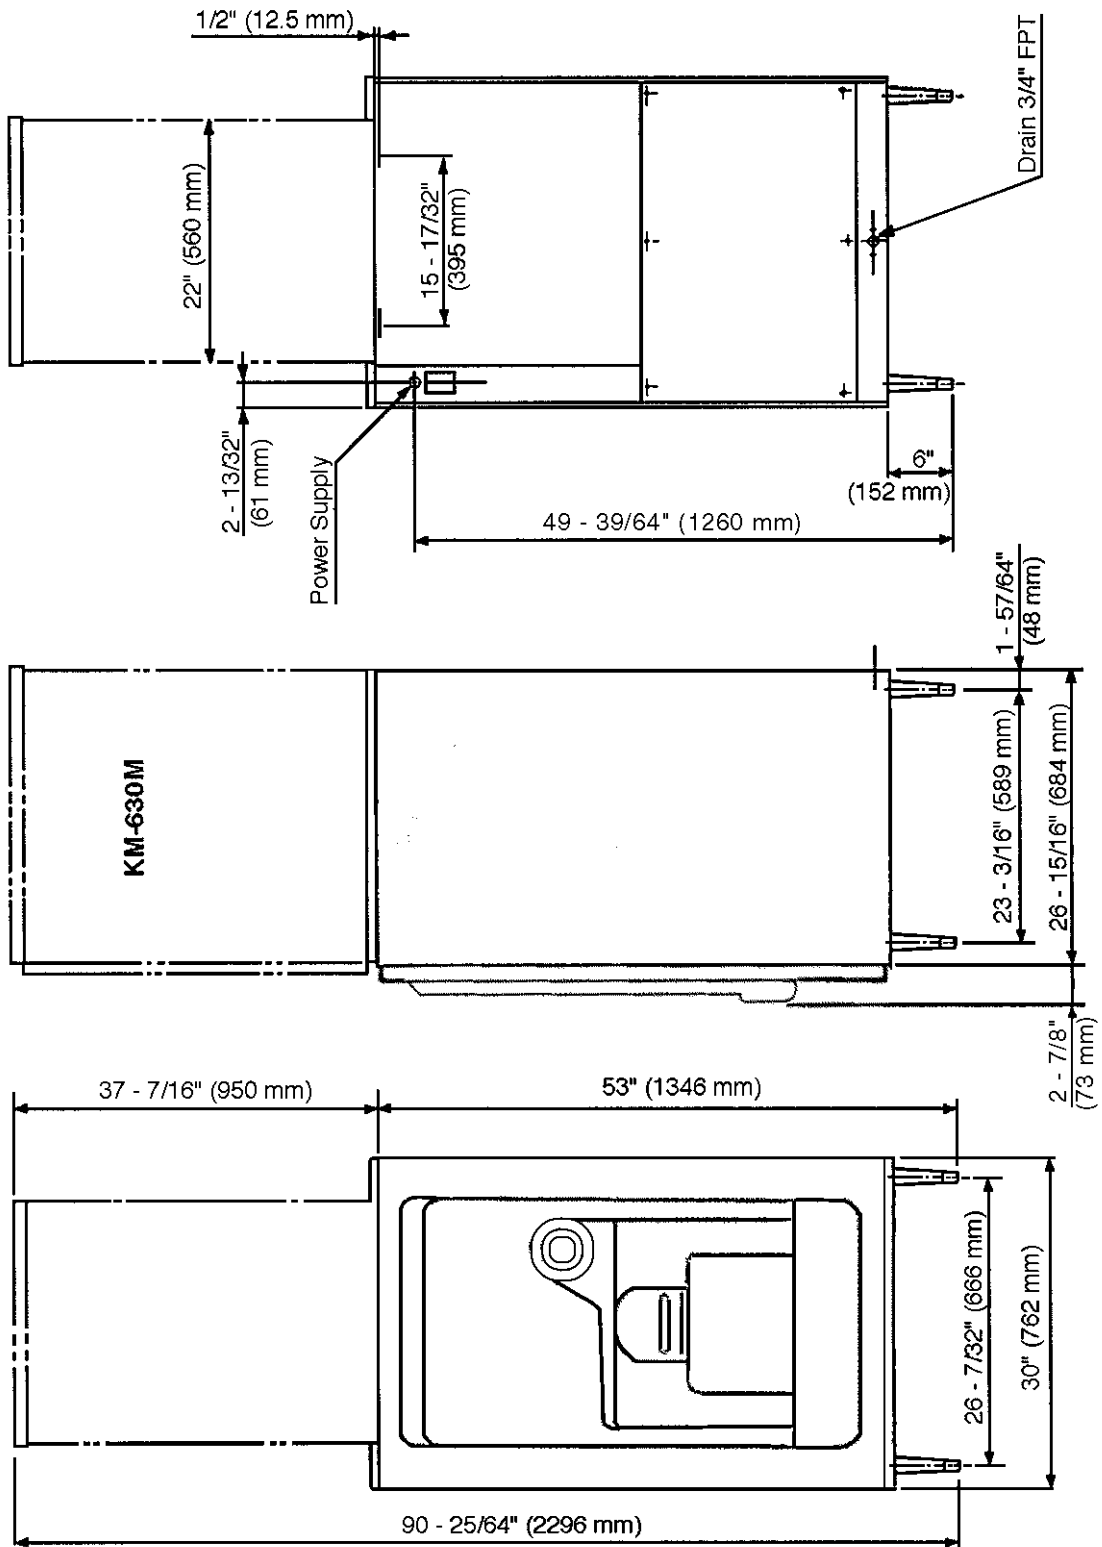 1/2" (12.5 mm)
22" (560 mm)
15 - 17/32"
(395 mm)
2 - 13/32"
(61 mm)
Power Supply
Drain 3/4" FPT
6"
(152 mm)
49 - 39/64" (1260 mm)
KM-630M
1 - 57/64"
(48 mm)
23 - 3/16" (589 mm)
26 - 15/16" (684 mm)
2 - 7/8"
(73 mm)
37 - 7/16" (950 mm)
53" (1346 mm)
26 - 7/32" (666 mm)
30" (762 mm)
90 - 25/64" (2296 mm)